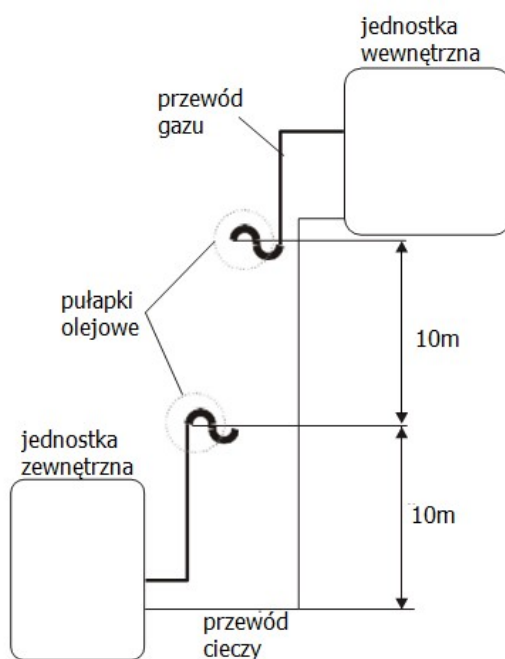 jednostka
wewnętrzna
przewód
gazu
pułapki
olejowe
10m
jednostka
zewnętrzna
10m
przewód
cieczy